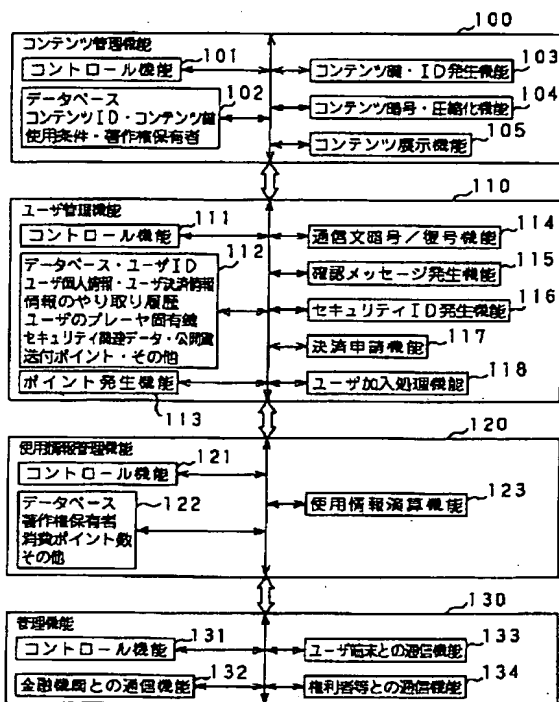 100
コンテンツ管理機能
101
コントロール機能
102
データベース
コンテンツID・コンテンツ鍵
使用条件・著作権保有者
103
コンテンツ鍵・ID発生機能
104
コンテンツ暗号・圧縮化機能
105
コンテンツ展示機能
110
ユーザ管理機能
111
コントロール機能
112
データベース・ユーザID
ユーザ個人情報・ユーザ決済情報
情報のやり取り履歴
ユーザのプレーヤ固有鍵
セキュリティ関連データ・公開鍵
送付ポイント・その他
ポイント発生機能
113
114
通信文暗号/復号機能
115
確認メッセージ発生機能
116
セキュリティID発生機能
117
決済申請機能
118
ユーザ加入処理機能
120
使用情報管理機能
121
コントロール機能
122
データベース
著作権保有者
消費ポイント数
その他
123
使用情報演算機能
130
管理機能
131
コントロール機能
132
金融機関との通信機能
133
ユーザ端末との通信機能
134
権利者等との通信機能